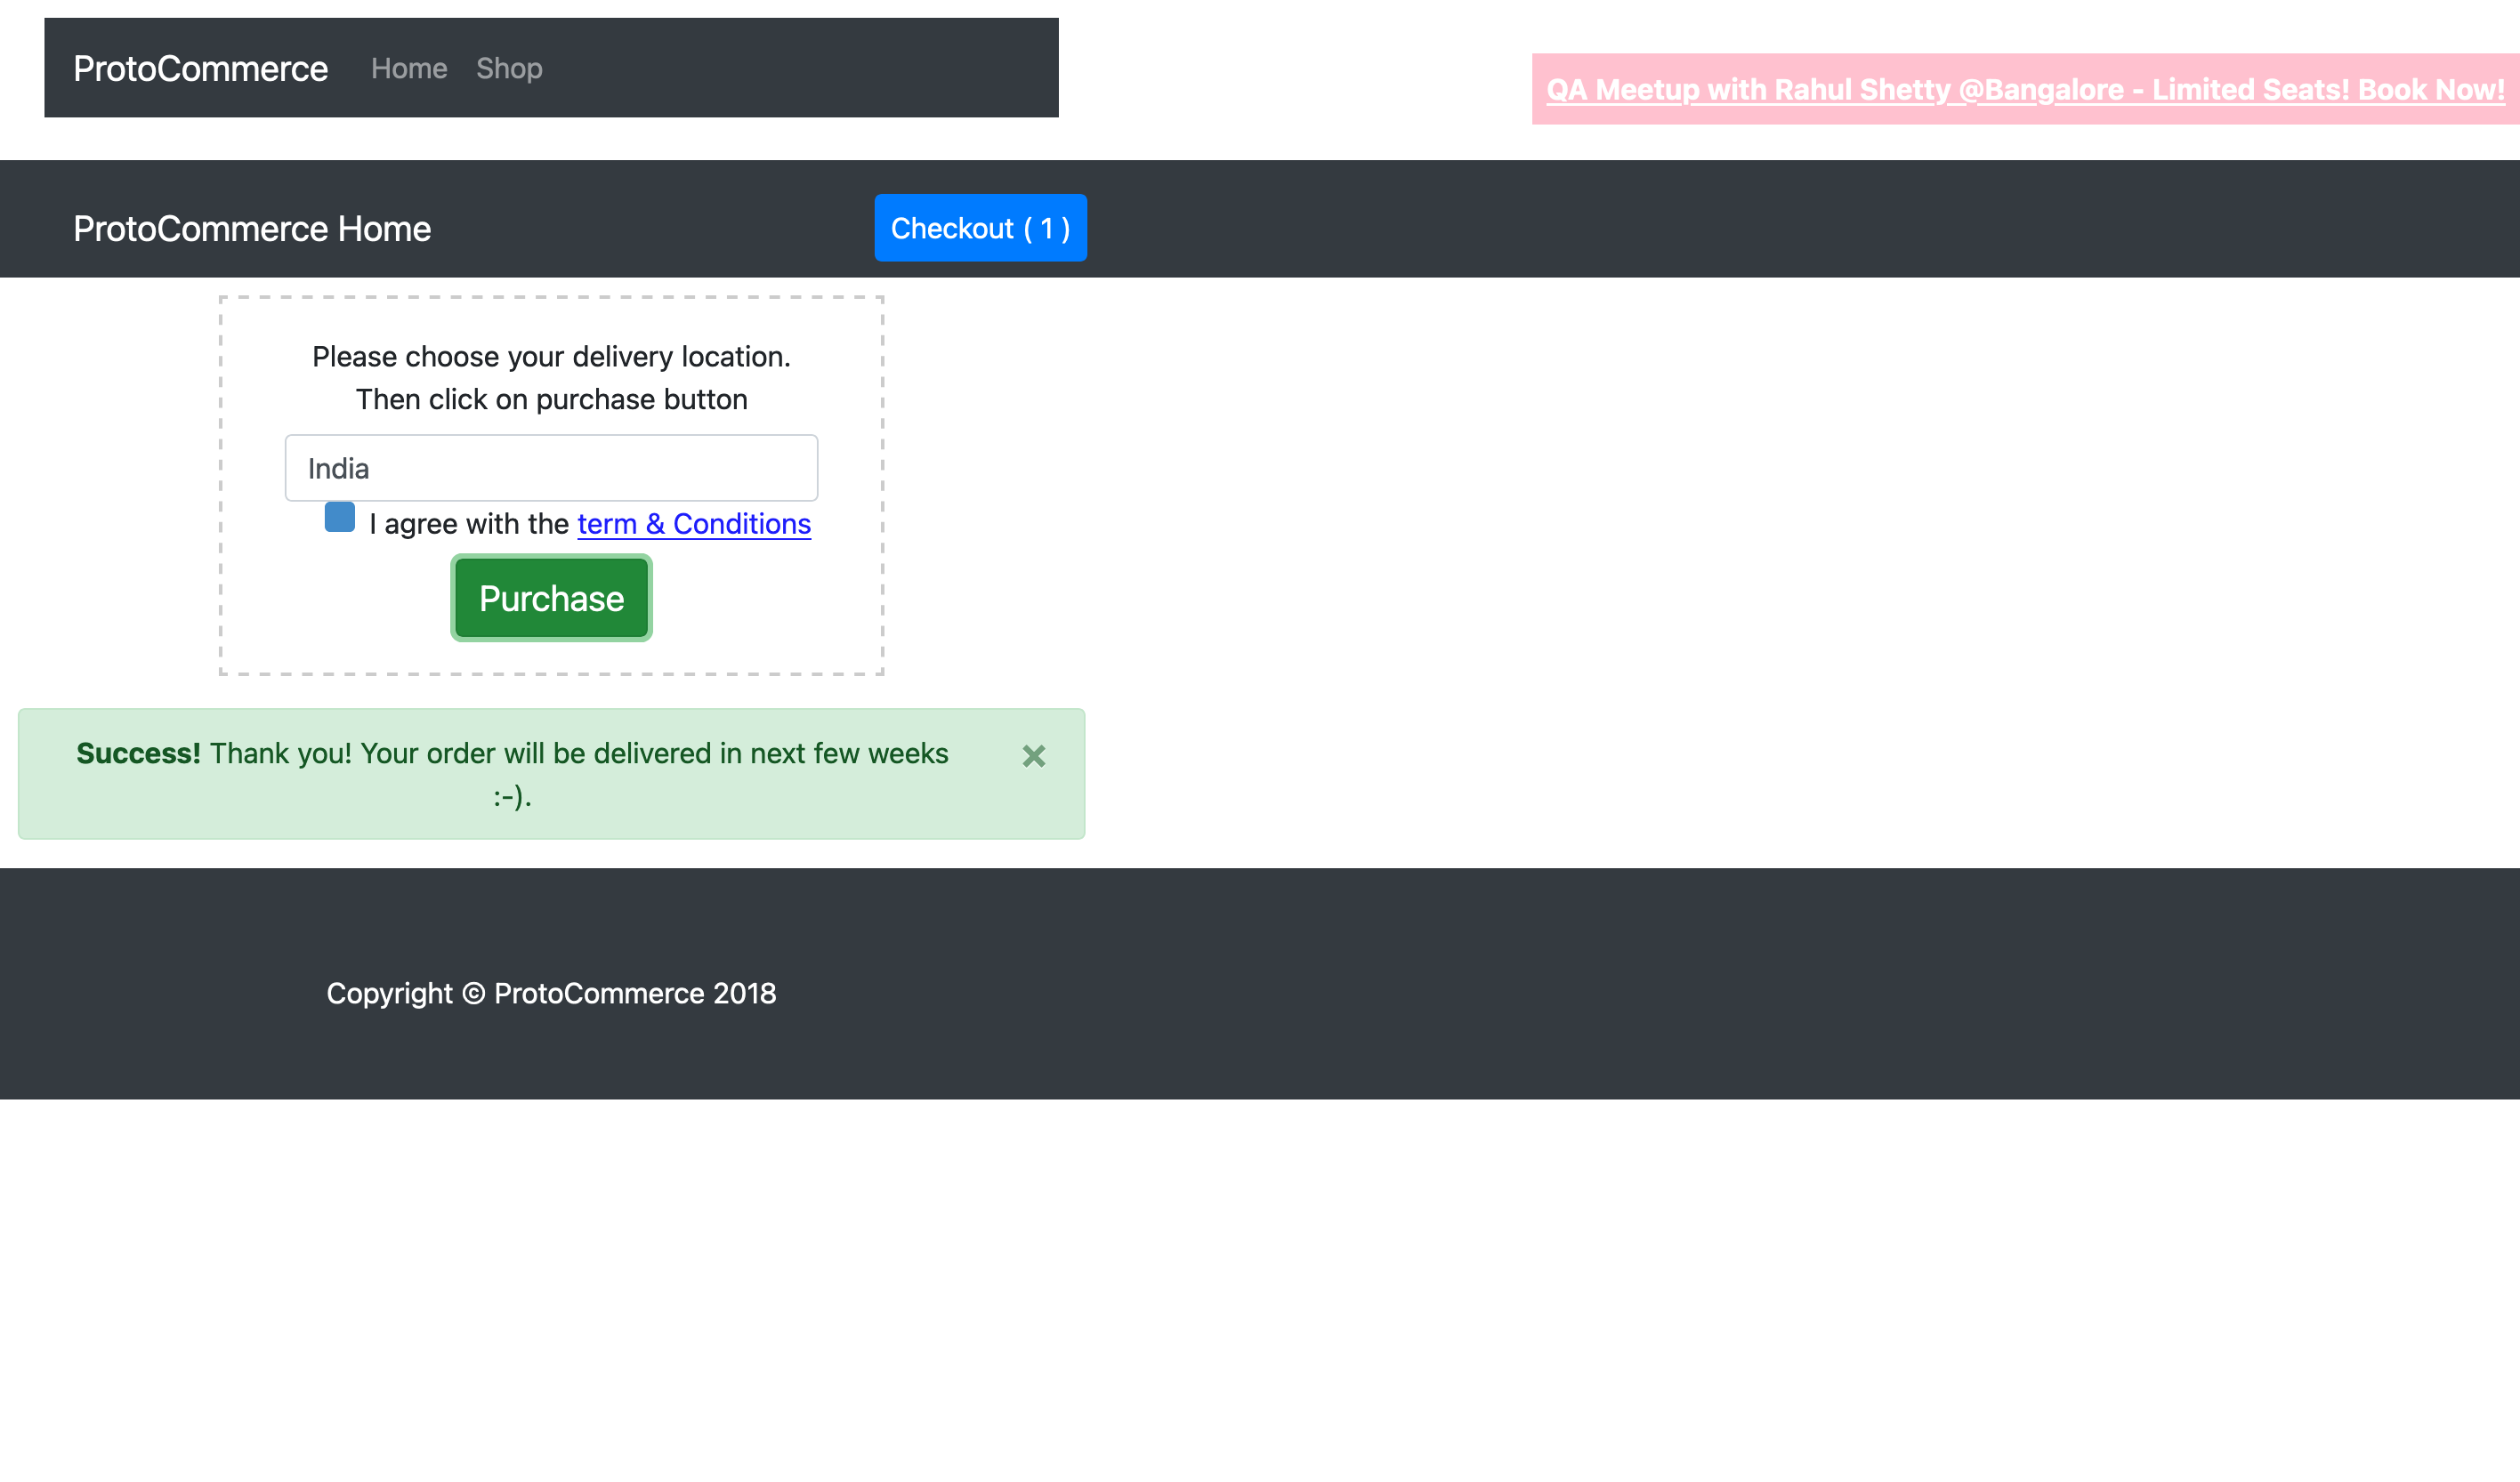 ProtoCommerce Home Shop
QA Meetup with Rahul Shetty @Bangalore - Limited Seats! Book Now!
ProtoCommerce Home
Checkout ( 1 )
Please choose your delivery location.
Then click on purchase button
India
I agree with the term & Conditions
Purchase
Success! Thank you! Your order will be delivered in next few weeks
:-).
×
Copyright © ProtoCommerce 2018